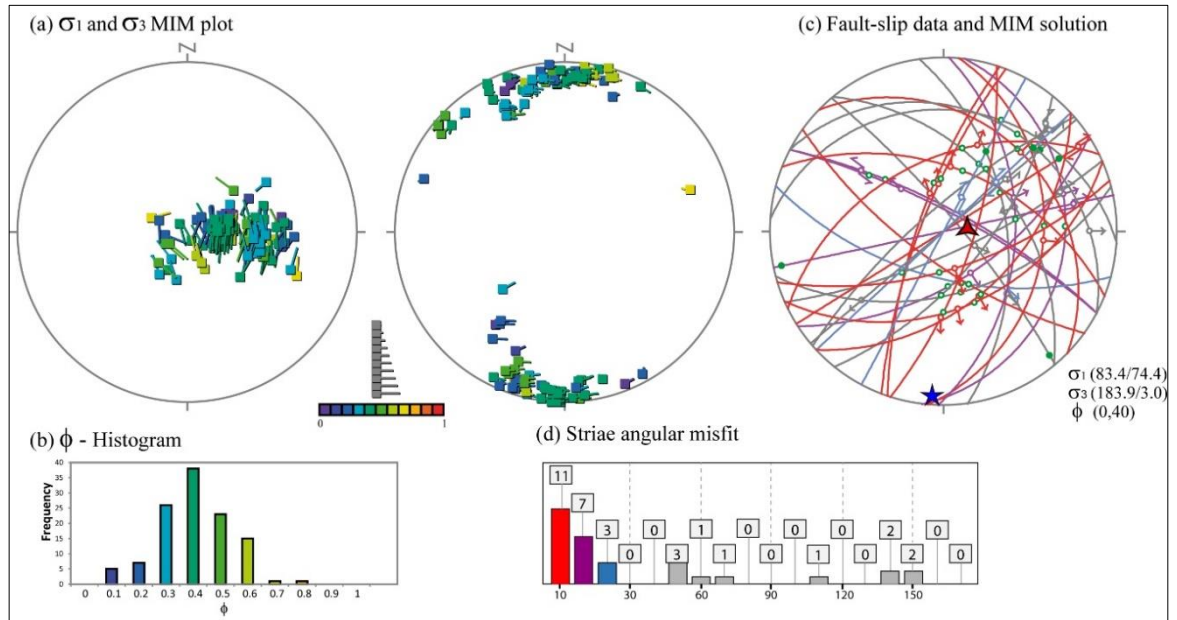 (a) σ1 and σ3 MIM plot
(c) Fault-slip data and MIM solution
N
N
0 1
σ1 (83.4/74.4)
σ3 (183.9/3.0)
ϕ (0,40)
(b) ϕ - Histogram
Frequency
40
35
30
25
20
15
10
5
0
0 0.1 0.2 0.3 0.4 0.5 0.6 0.7 0.8 0.9 1
ϕ
(d) Striae angular misfit
11 7 3 0 0 3 1 1 0 0 0 1 0 0 2 2 0 0
10 30 60 90 120 150